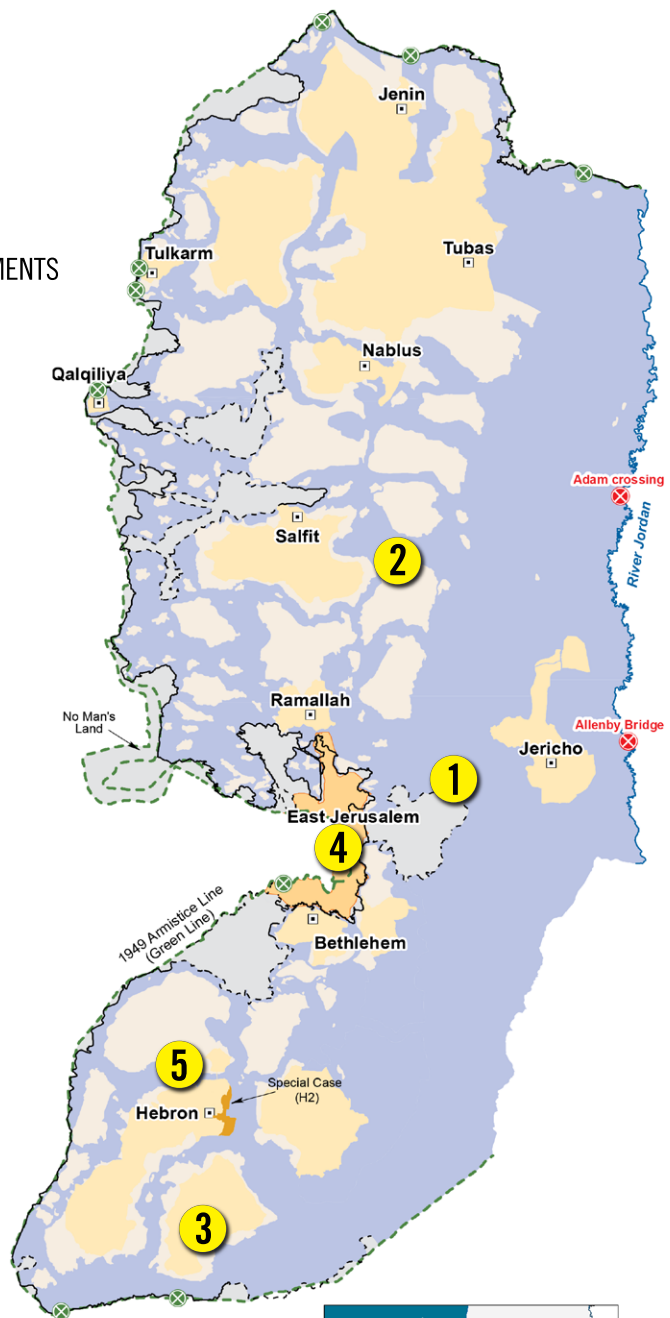 Jenin
MENTS
Tulkarm
Tubas
Nablus
Qalqiliya
Adam crossing
Salfit
2
River Jordan
Ramallah
No Man's
Land
Allenby Bridge
Jericho
1
East Jerusalem
4
1949 Armistice Line
(Green Line)
Bethlehem
5
Special Case
(H2)
Hebron
3